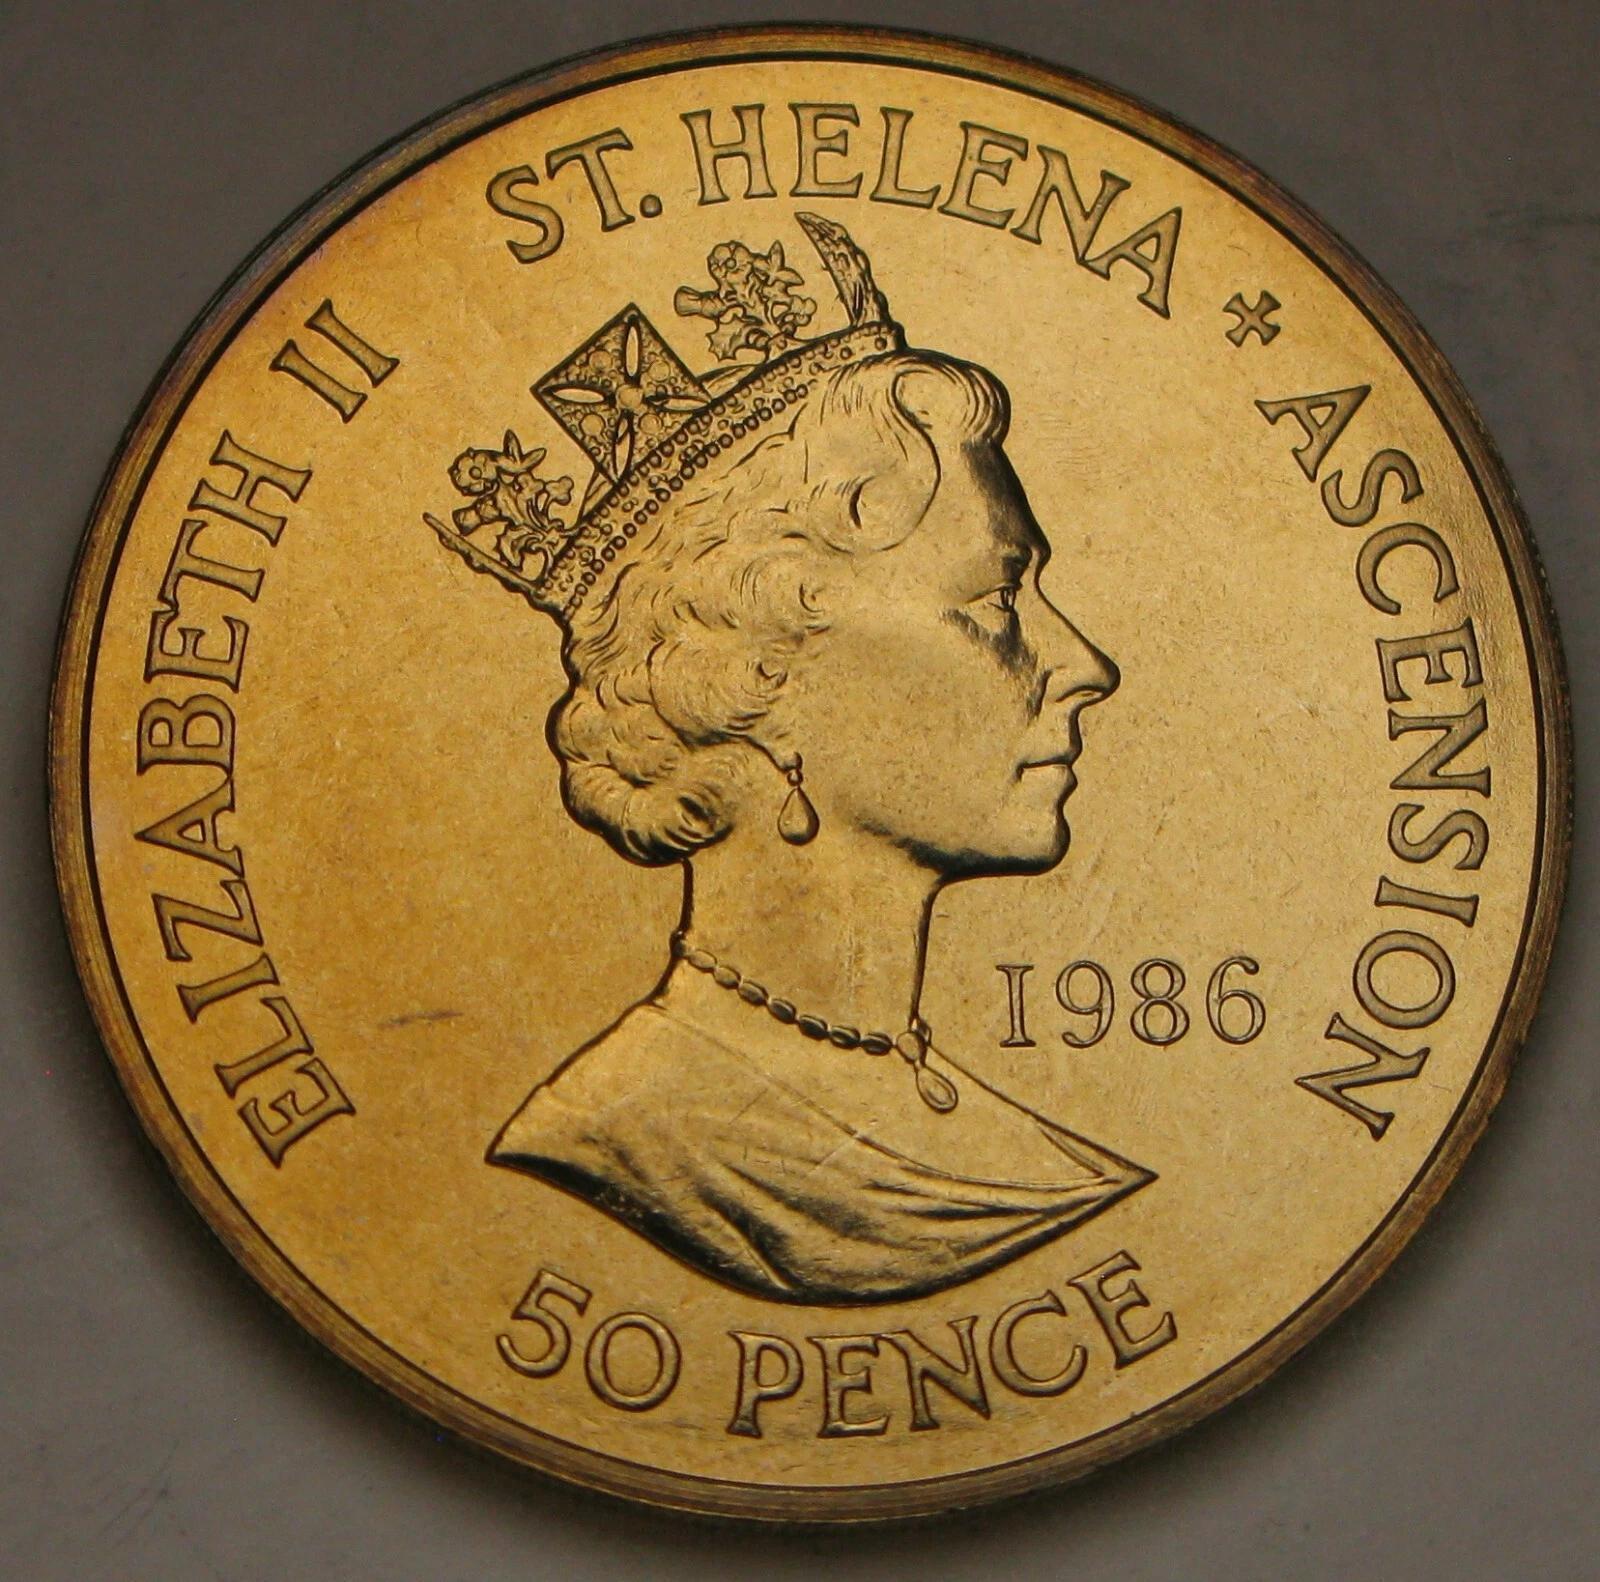 ELIZABETH II ST. HELENA ✠ ASCENSION
1986
50 PENCE